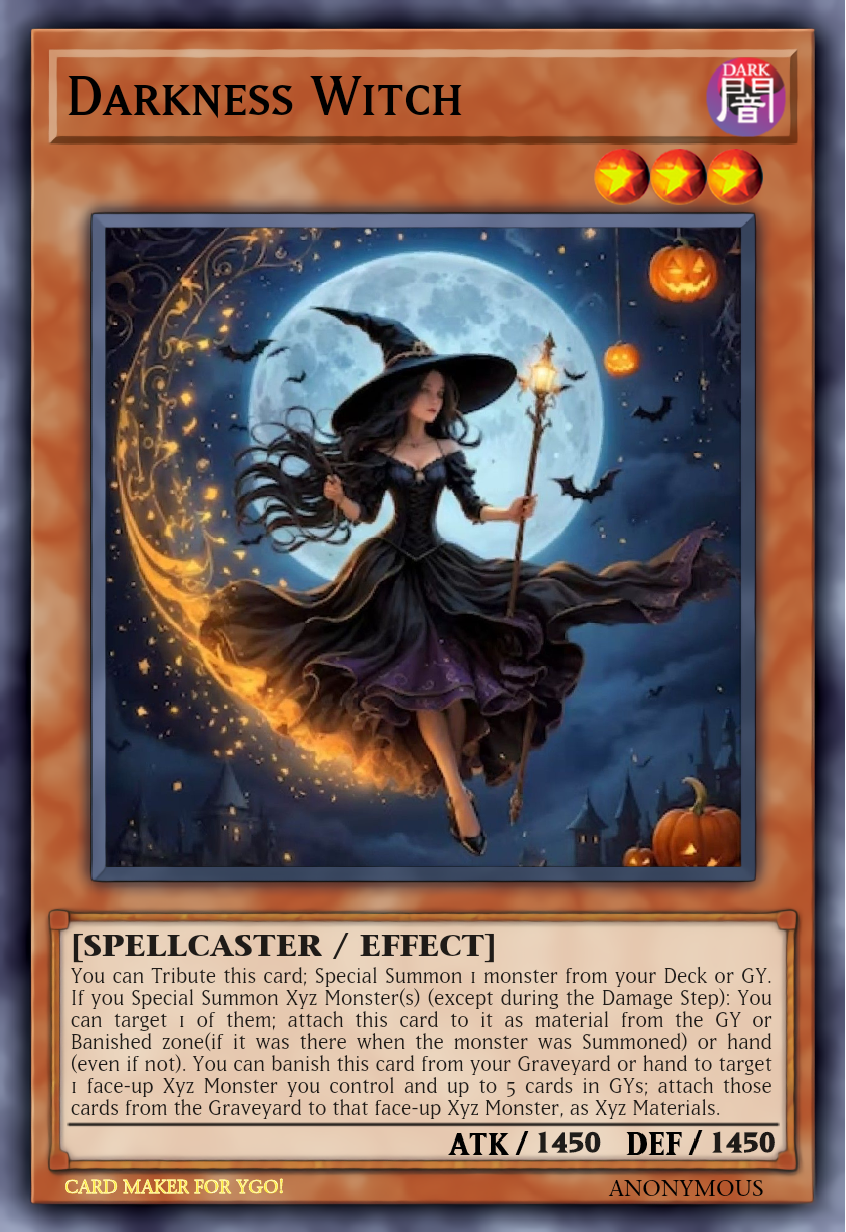 Darkness Witch
DARK
闇
[SPELLCASTER / EFFECT]
You can Tribute this card; Special Summon 1 monster from your Deck or GY.
If you Special Summon Xyz Monster(s) (except during the Damage Step): You
can target 1 of them; attach this card to it as material from the GY or
Banished zone(if it was there when the monster was Summoned) or hand
(even if not). You can banish this card from your Graveyard or hand to target
1 face-up Xyz Monster you control and up to 5 cards in GYs; attach those
cards from the Graveyard to that face-up Xyz Monster, as Xyz Materials.
ATK / 1450 DEF / 1450
CARD MAKER FOR YGO! ANONYMOUS